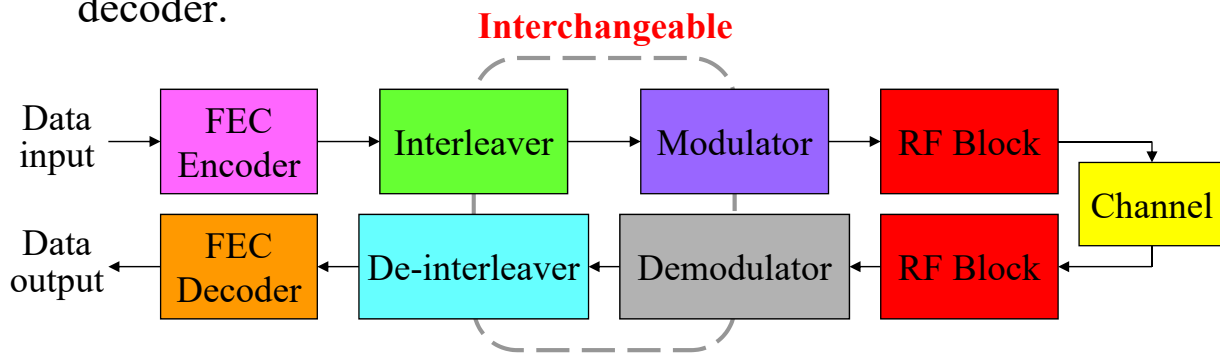 decoder.
Interchangeable
Data
input
FEC
Encoder
Interleaver
Modulator
RF Block
Channel
Data
output
FEC
Decoder
De-interleaver
Demodulator
RF Block